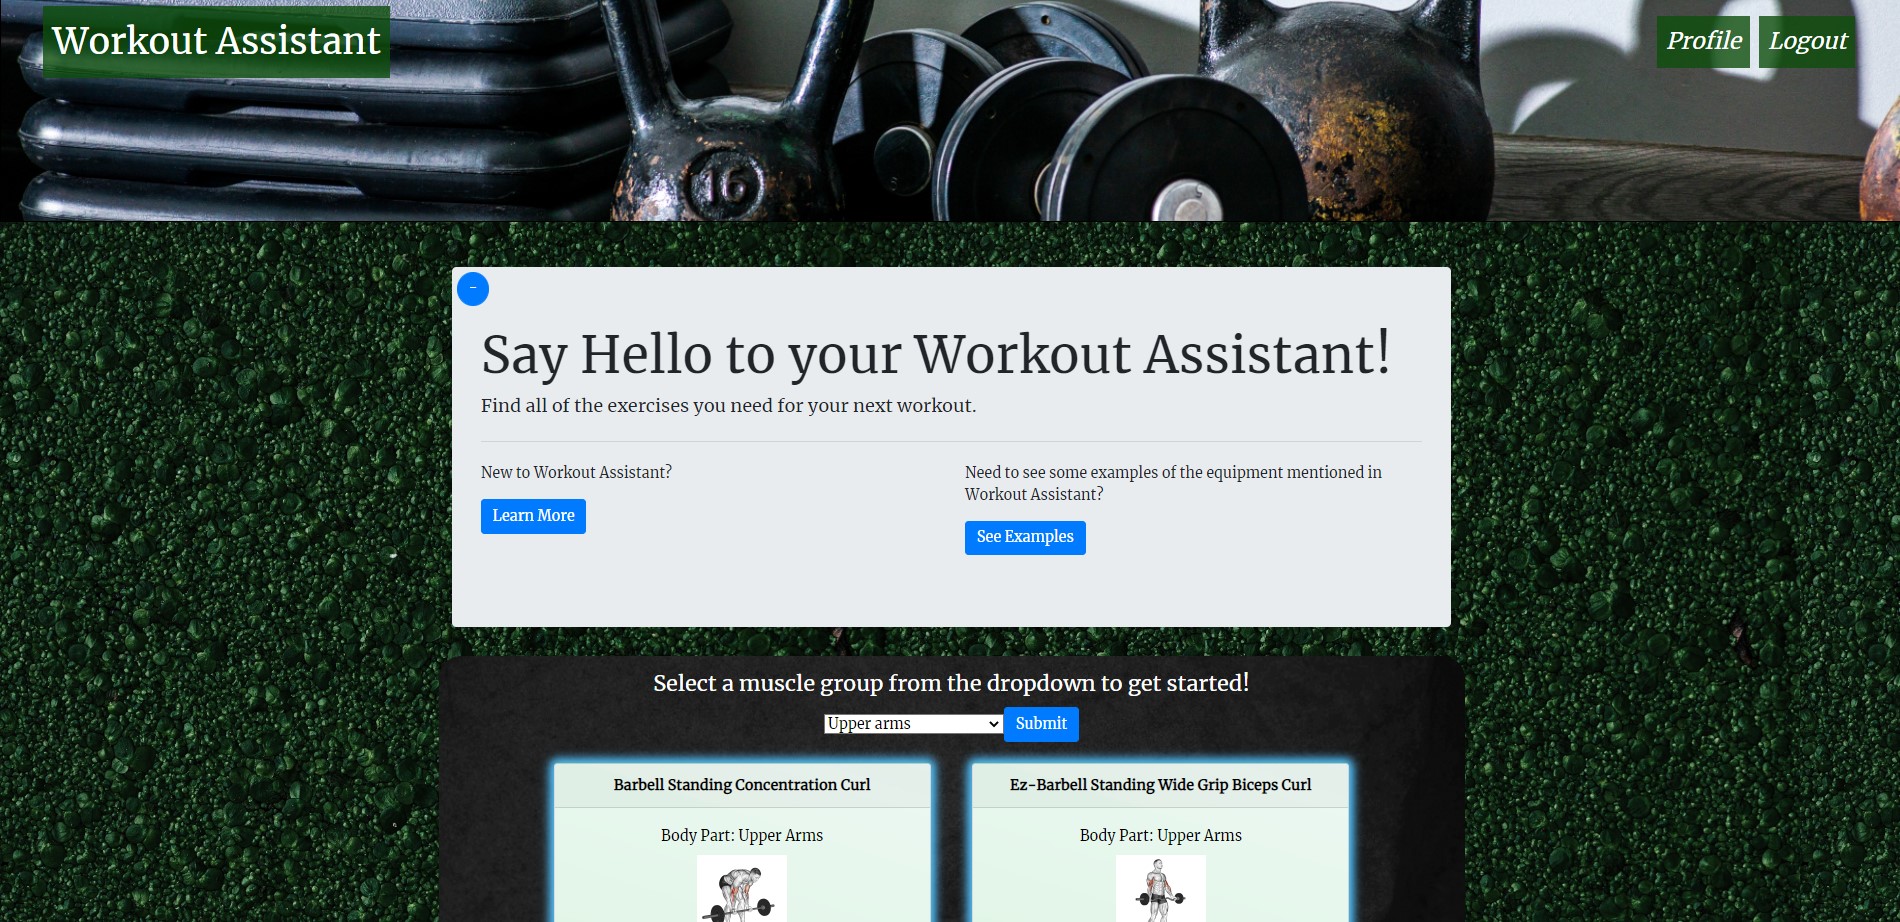 Workout Assistant
Profile
Logout
16
-
Say Hello to your Workout Assistant!
Find all of the exercises you need for your next workout.
New to Workout Assistant?
Learn More
Need to see some examples of the equipment mentioned in
Workout Assistant?
See Examples
Select a muscle group from the dropdown to get started!
Upper arms
Submit
Barbell Standing Concentration Curl
Body Part: Upper Arms
Ez-Barbell Standing Wide Grip Biceps Curl
Body Part: Upper Arms